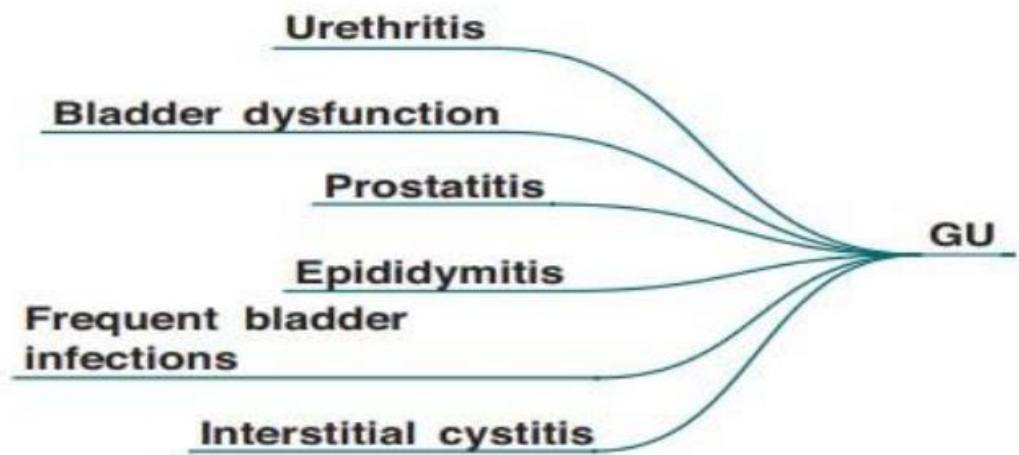 Urethritis
Bladder dysfunction
Prostatitis
GU
Epididymitis
Frequent bladder
infections
Interstitial cystitis